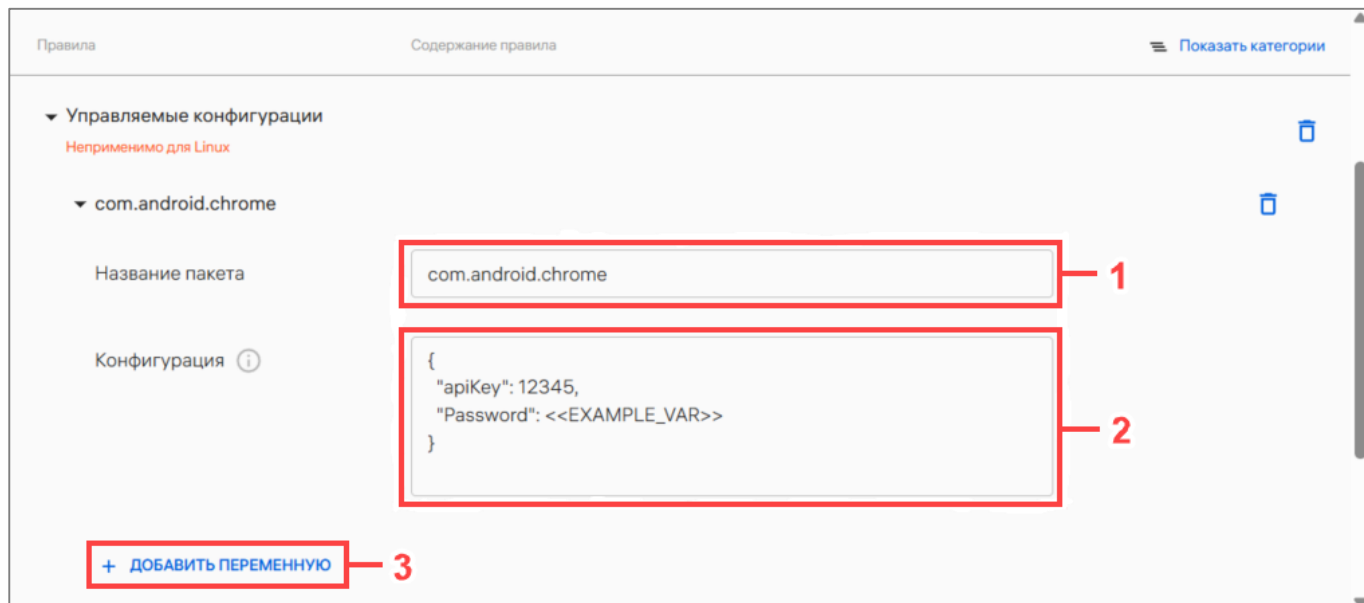 Правила
Содержание правила
Показать категории
Управляемые конфигурации
Неприменимо для Linux
com.android.chrome
Название пакета
com.android.chrome
1
Конфигурация
{
"apiKey": 12345,
"Password": <<EXAMPLE_VAR>>
}
2
+ ДОБАВИТЬ ПЕРЕМЕННУЮ
3